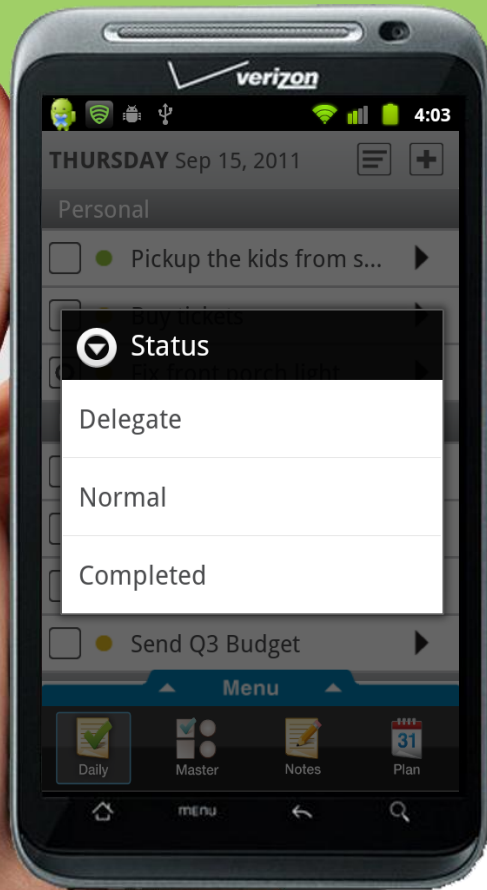 verizon
4:03
THURSDAY Sep 15, 2011
Personal
Pickup the kids from s...
Buy tickets
Status
Fix front porch light
Delegate
Normal
Completed
Send Q3 Budget
Menu
31
Daily
Master
Notes
Plan
menu